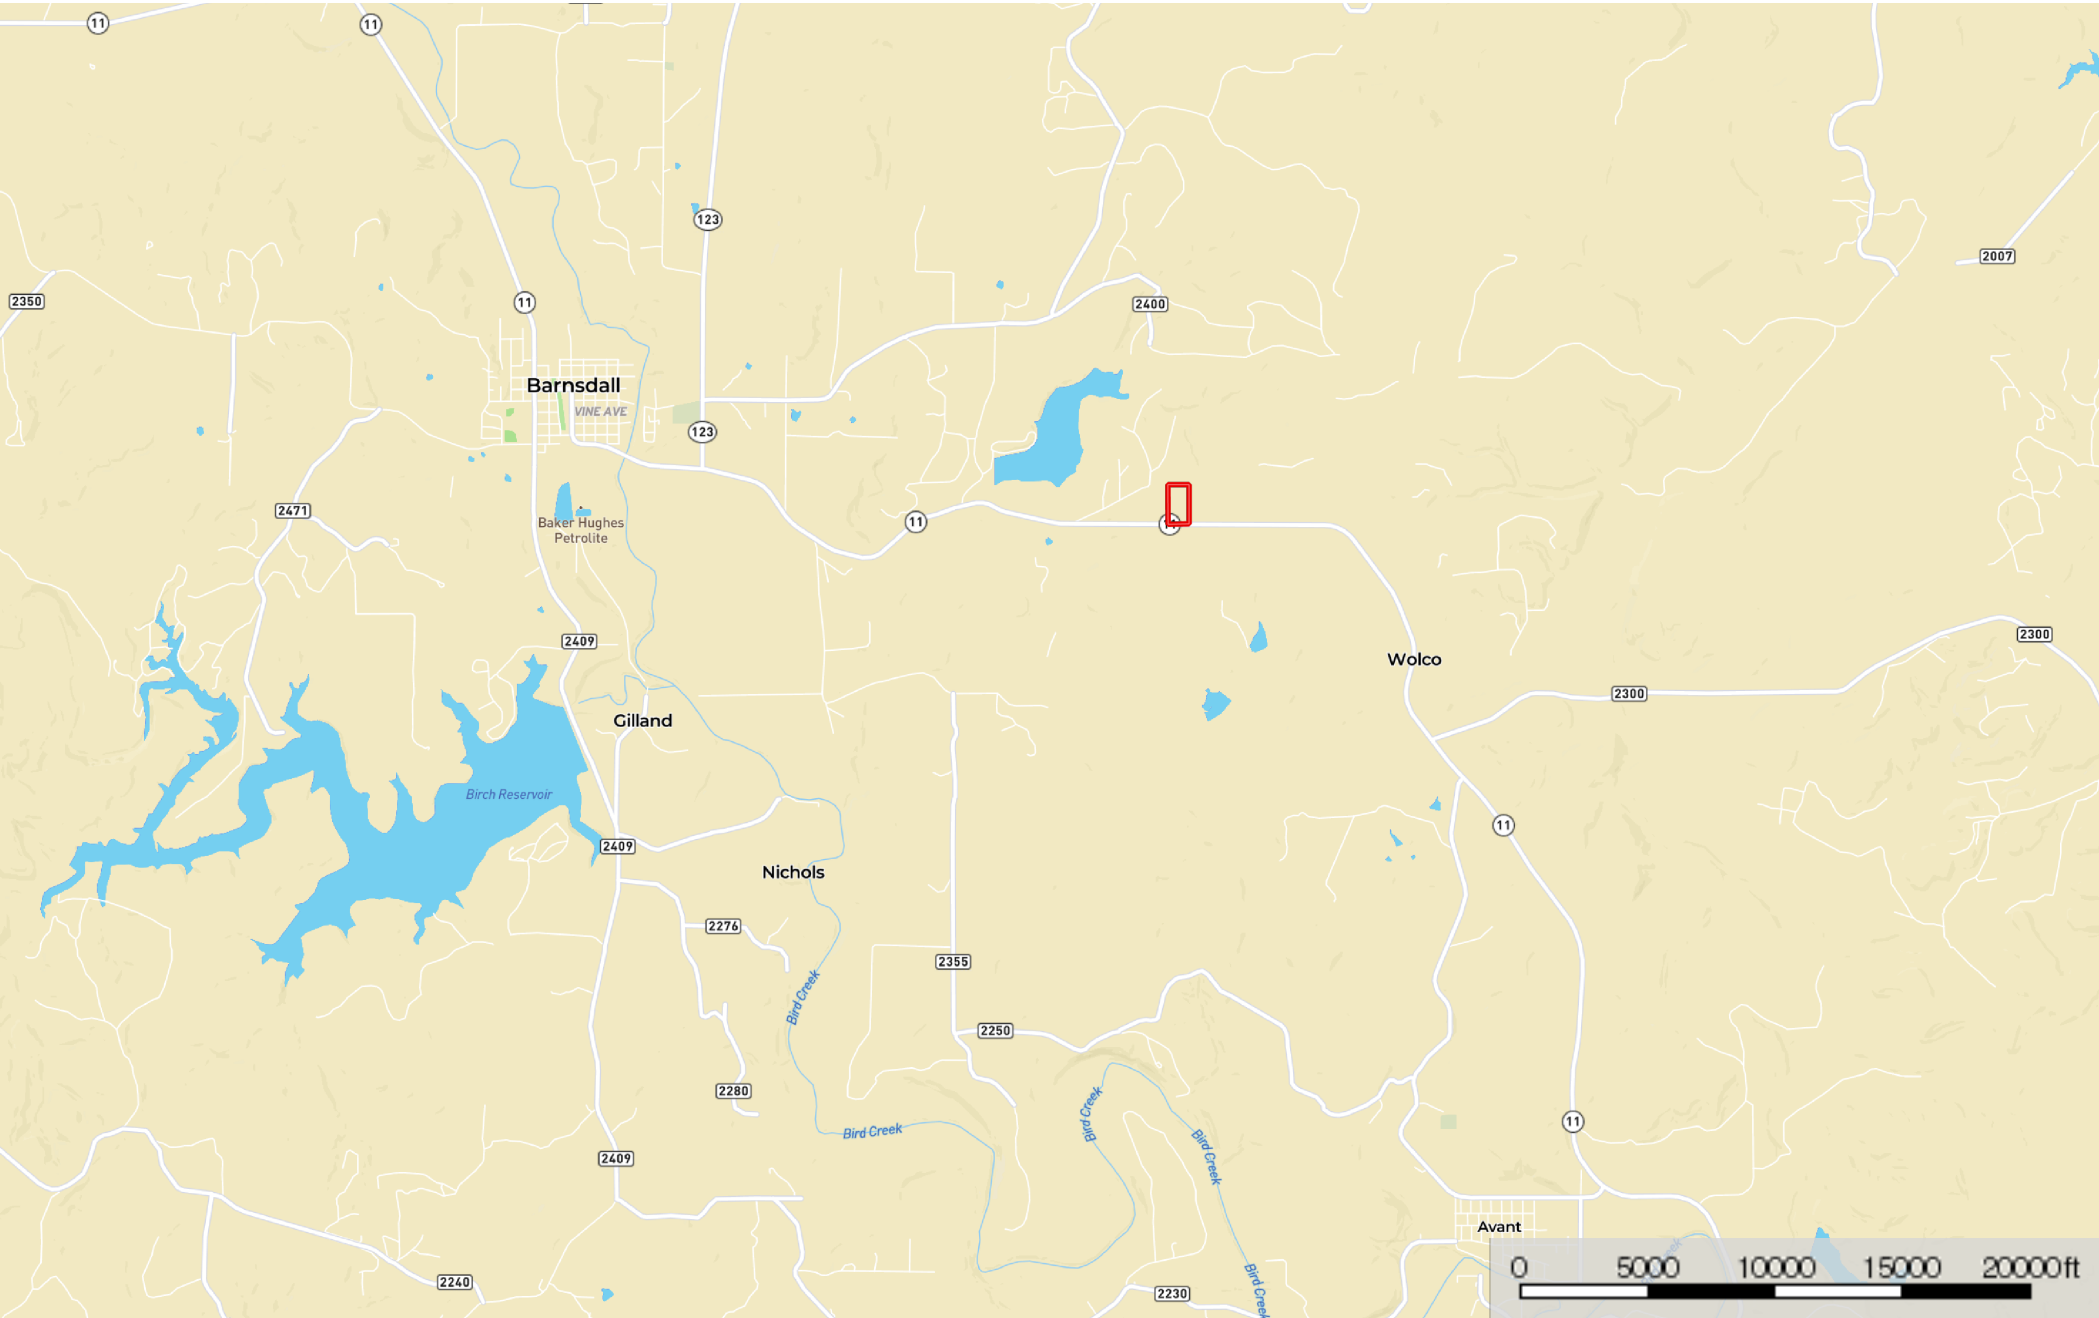 11
11
123
2007
2350
11
2400
Barnsdall
VINE AVE
123
2471
Baker Hughes
Petrolite
11
11
2409
2300
Wolco
2300
Gilland
Birch Reservoir
11
2409
Nichols
2276
2355
Bird Creek
2250
2280
Bird Creek
11
Bird Creek
Bird Creek
2409
Avant
2240
2230
Bird Creek
0 5000 10000 15000 20000ft